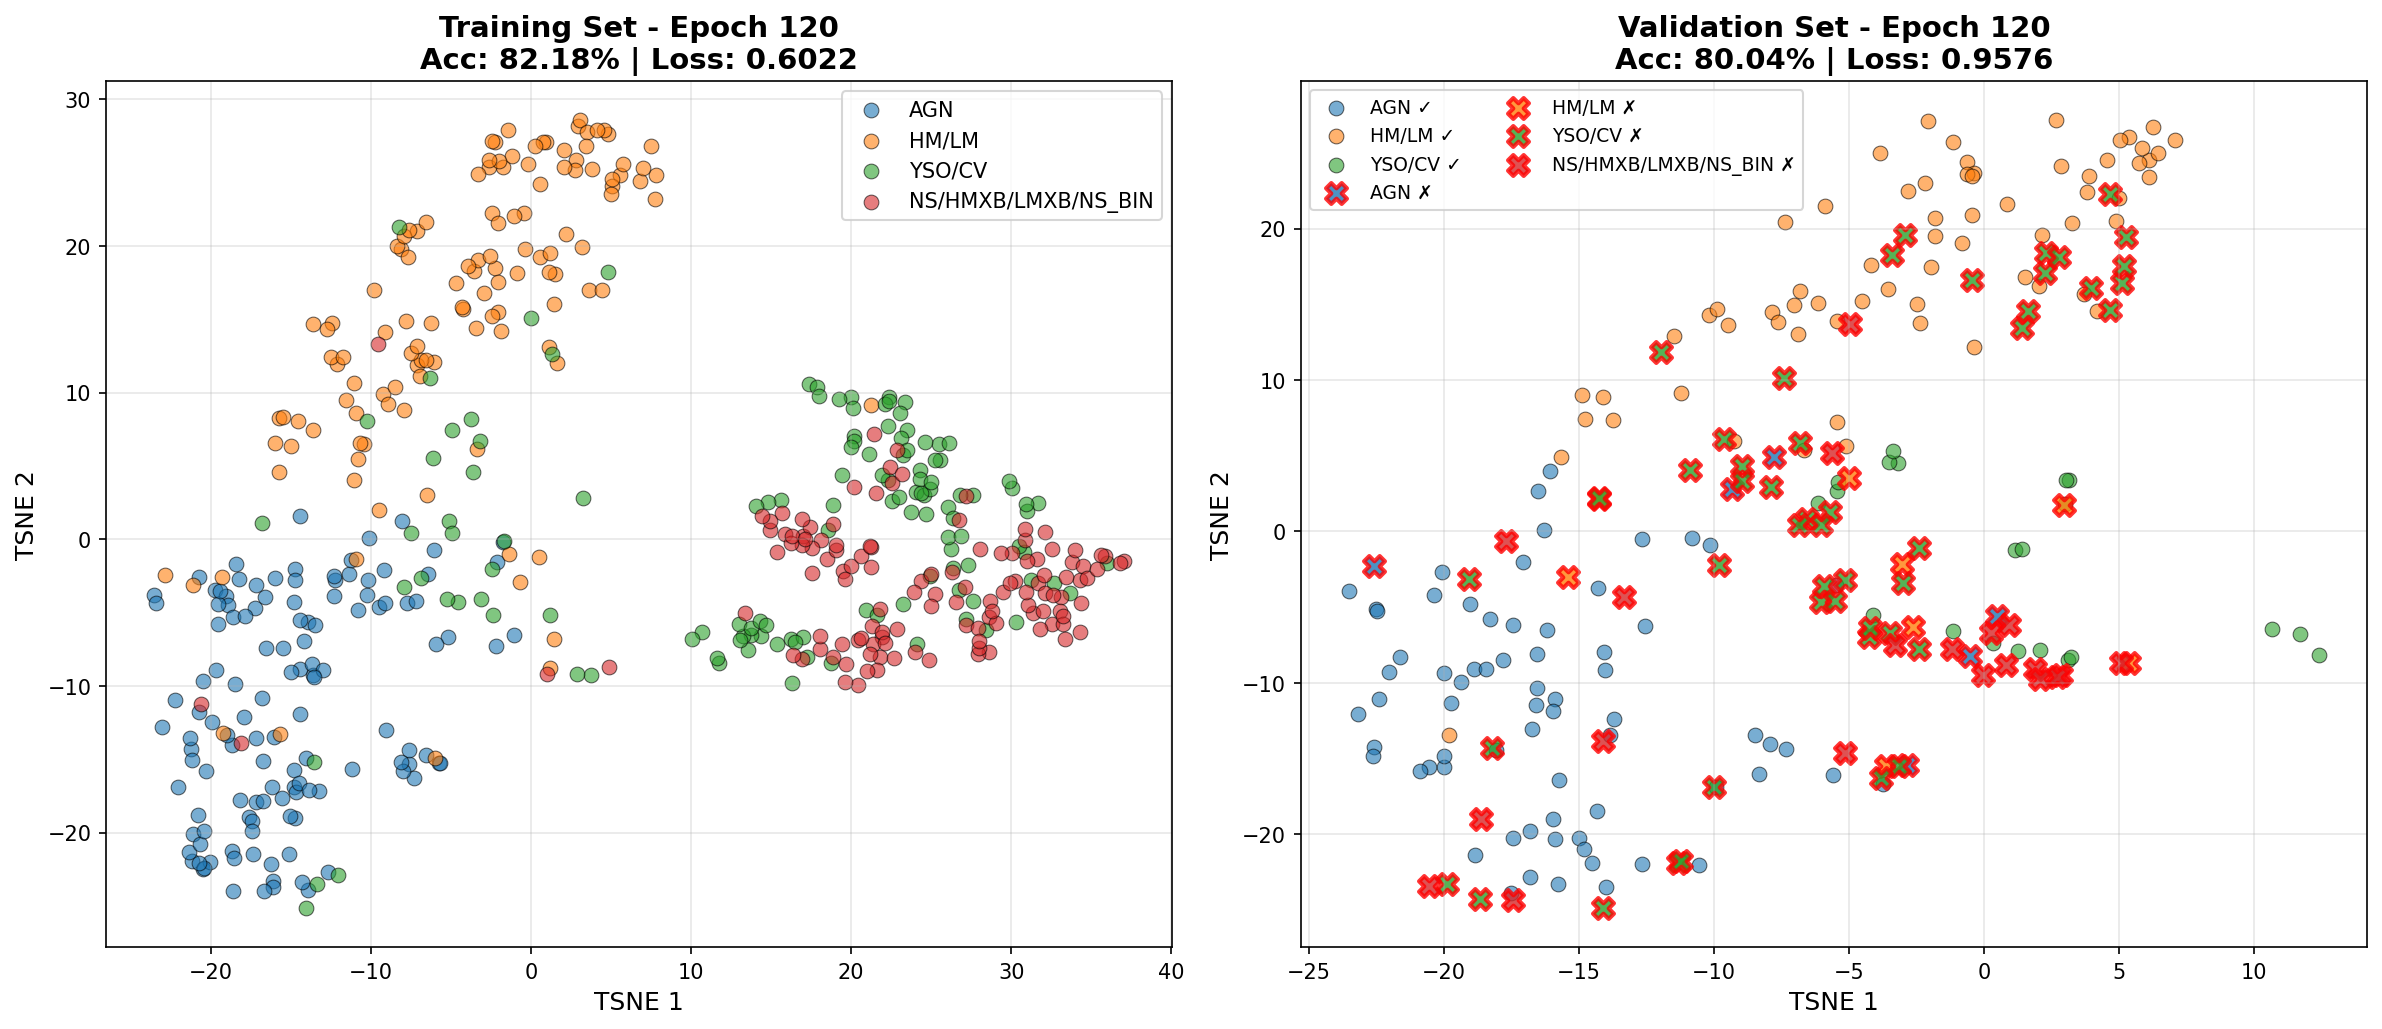 Training Set - Epoch 120
Acc: 82.18% | Loss: 0.6022
30
20
10
0
−10
−20
TSNE 2
AGN
HM/LM
YSO/CV
NS/HMXB/LMXB/NS_BIN
−20
−10
0
10
20
30
40
TSNE 1
Validation Set - Epoch 120
Acc: 80.04% | Loss: 0.9576
20
10
0
−10
−20
TSNE 2
AGN ✓
HM/LM ✓
YSO/CV ✓
AGN ✗
HM/LM ✗
YSO/CV ✗
NS/HMXB/LMXB/NS_BIN ✗
−25
−20
−15
−10
−5
0
5
10
TSNE 1